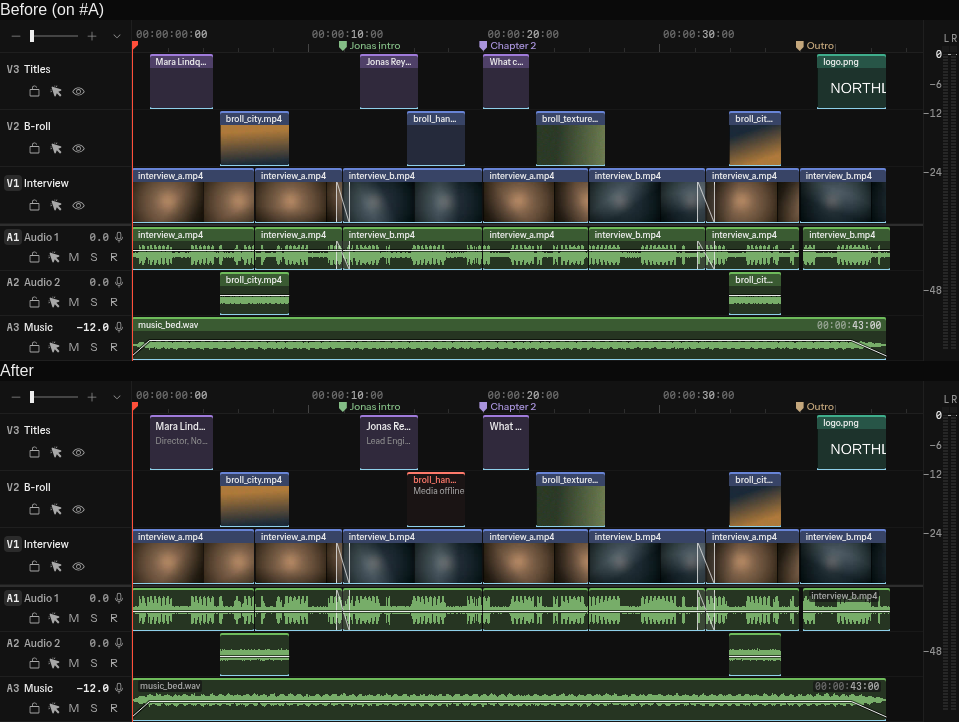 Before (on #A)
00:00:00:00 00:00:10:00 00:00:20:00 00:00:30:00 L R
Jonas intro Chapter 2 Outro
0
V3 Titles Mara Lindq... Jonas Rey... What c... logo.png
NORTHL
-6
-12
V2 B-roll broll_city.mp4 broll_han... broll_texture... broll_cit...
-24
V1 Interview interview_a.mp4 interview_a.mp4 interview_b.mp4 interview_a.mp4 interview_b.mp4 interview_a.mp4 interview_b.mp4
A1 Audio 1 0.0 interview_a.mp4 interview_a.mp4 interview_b.mp4 interview_a.mp4 interview_b.mp4 interview_a.mp4 interview_b.mp4
M S R
A2 Audio 2 0.0 broll_city.mp4 broll_cit...
M S R
-48
A3 Music -12.0 music_bed.wav 00:00:43:00
M S R
After
00:00:00:00 00:00:10:00 00:00:20:00 00:00:30:00 L R
Jonas intro Chapter 2 Outro
0
V3 Titles Mara Lind... Jonas Re... What ... logo.png
Director, No... Lead Engi... NORTHL
-6
-12
V2 B-roll broll_city.mp4 broll_han... broll_texture... broll_cit...
Media offline
-24
V1 Interview interview_a.mp4 interview_a.mp4 interview_b.mp4 interview_a.mp4 interview_b.mp4 interview_a.mp4 interview_b.mp4
A1 Audio 1 0.0 interview_b.mp4
M S R
A2 Audio 2 0.0
M S R
-48
A3 Music -12.0 music_bed.wav 00:00:43:00
M S R